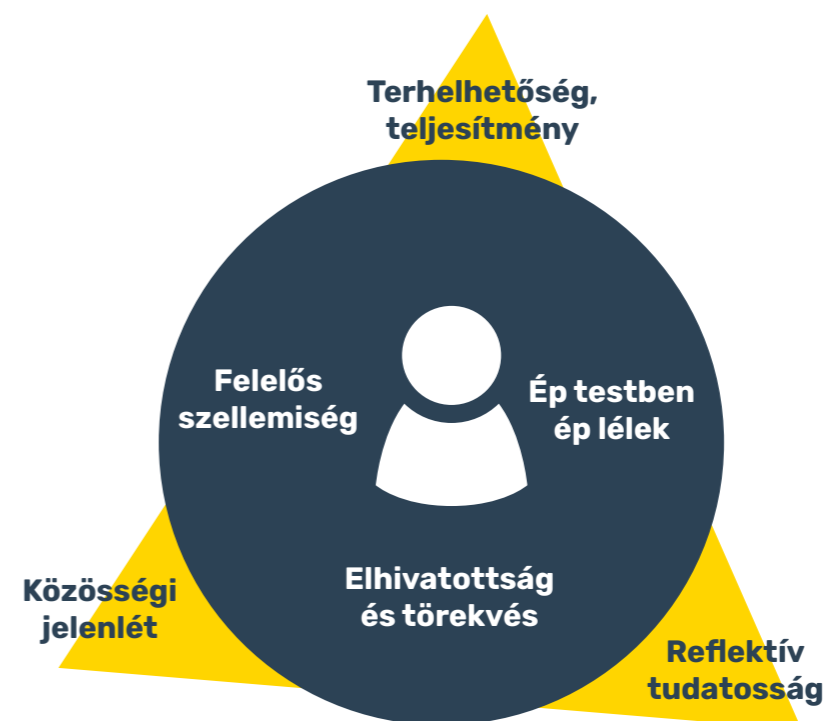 Terhelhetőség,
teljesítmény
Felelős
szellemiség
Ép testben
ép lélek
Elhivatottság
és törekvés
Közösségi
jelenlét
Reflektív
tudatosság